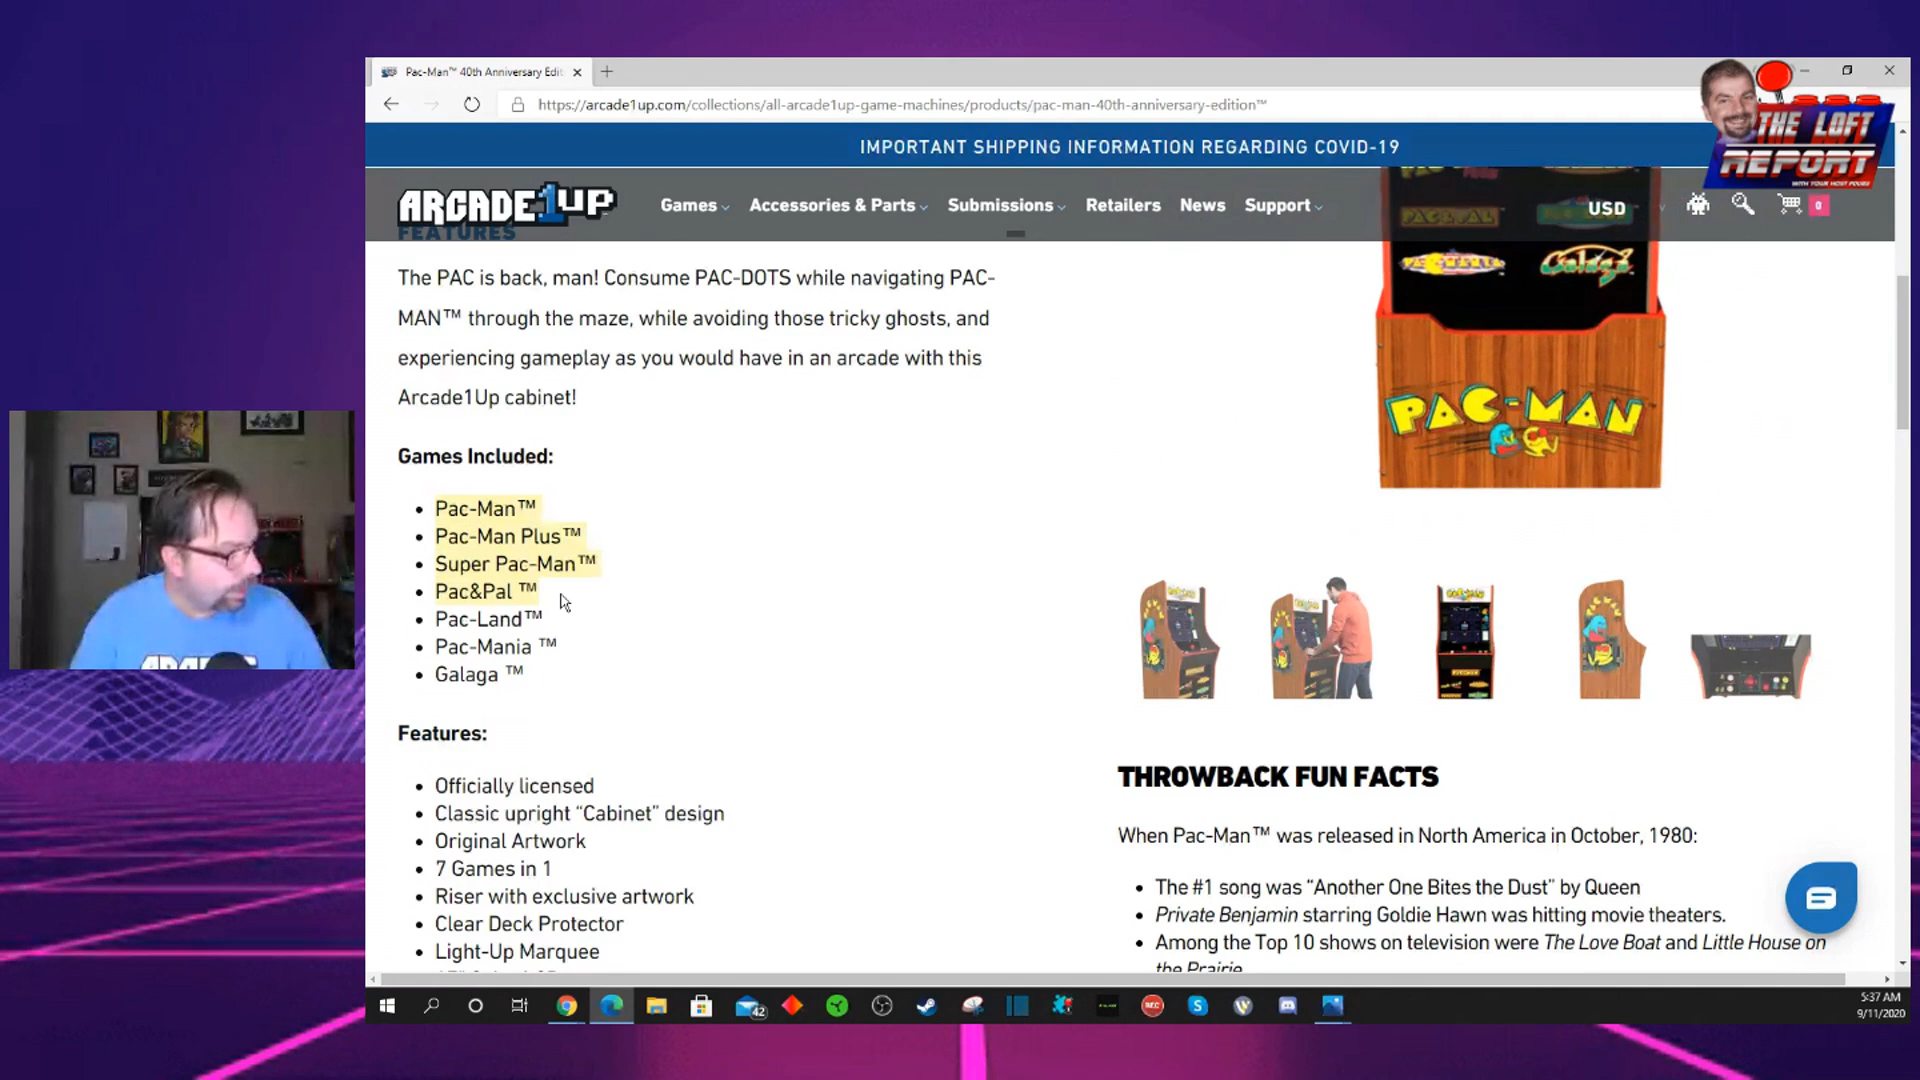 Pac-Man™ 40th Anniversary Edit
https://arcade1up.com/collections/all-arcade1up-game-machines/products/pac-man-40th-anniversary-edition™
THE LOFT
REPORT
IMPORTANT SHIPPING INFORMATION REGARDING COVID-19
ARCADE1UP
Games
Accessories & Parts
Submissions
Retailers
News
Support
USD
0
FEATURES
The PAC is back, man! Consume PAC-DOTS while navigating PAC-
MAN™ through the maze, while avoiding those tricky ghosts, and
experiencing gameplay as you would have in an arcade with this
Arcade1Up cabinet!
Galaga
PAC-MAN
Games Included:
Pac-Man™
Pac-Man Plus™
Super Pac-Man™
Pac&Pal ™
Pac-Land™
Pac-Mania ™
Galaga ™
Features:
Officially licensed
Classic upright “Cabinet” design
Original Artwork
7 Games in 1
Riser with exclusive artwork
Clear Deck Protector
Light-Up Marquee
THROWBACK FUN FACTS
When Pac-Man™ was released in North America in October, 1980:
The #1 song was “Another One Bites the Dust” by Queen
Private Benjamin starring Goldie Hawn was hitting movie theaters.
Among the Top 10 shows on television were The Love Boat and Little House on
the Prairie
42
REC
5:37 AM
9/11/2020